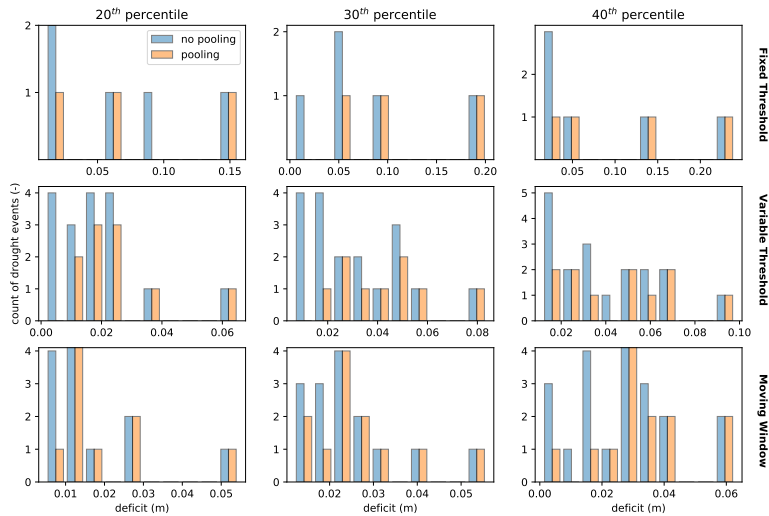 20th percentile 30th percentile 40th percentile
no pooling
pooling
2
1
0.05 0.10 0.15
2
1
0.00 0.05 0.10 0.15 0.20
2
1
0.05 0.10 0.15 0.20
Fixed Threshold
count of drought events (-)
4
3
2
1
0
0.00 0.02 0.04 0.06
4
3
2
1
0
0.02 0.04 0.06 0.08
5
4
3
2
1
0
0.02 0.04 0.06 0.08 0.10
Variable Threshold
4
3
2
1
0
0.01 0.02 0.03 0.04 0.05
deficit (m)
4
3
2
1
0
0.02 0.03 0.04 0.05
deficit (m)
4
3
2
1
0
0.00 0.02 0.04 0.06
deficit (m)
Moving Window